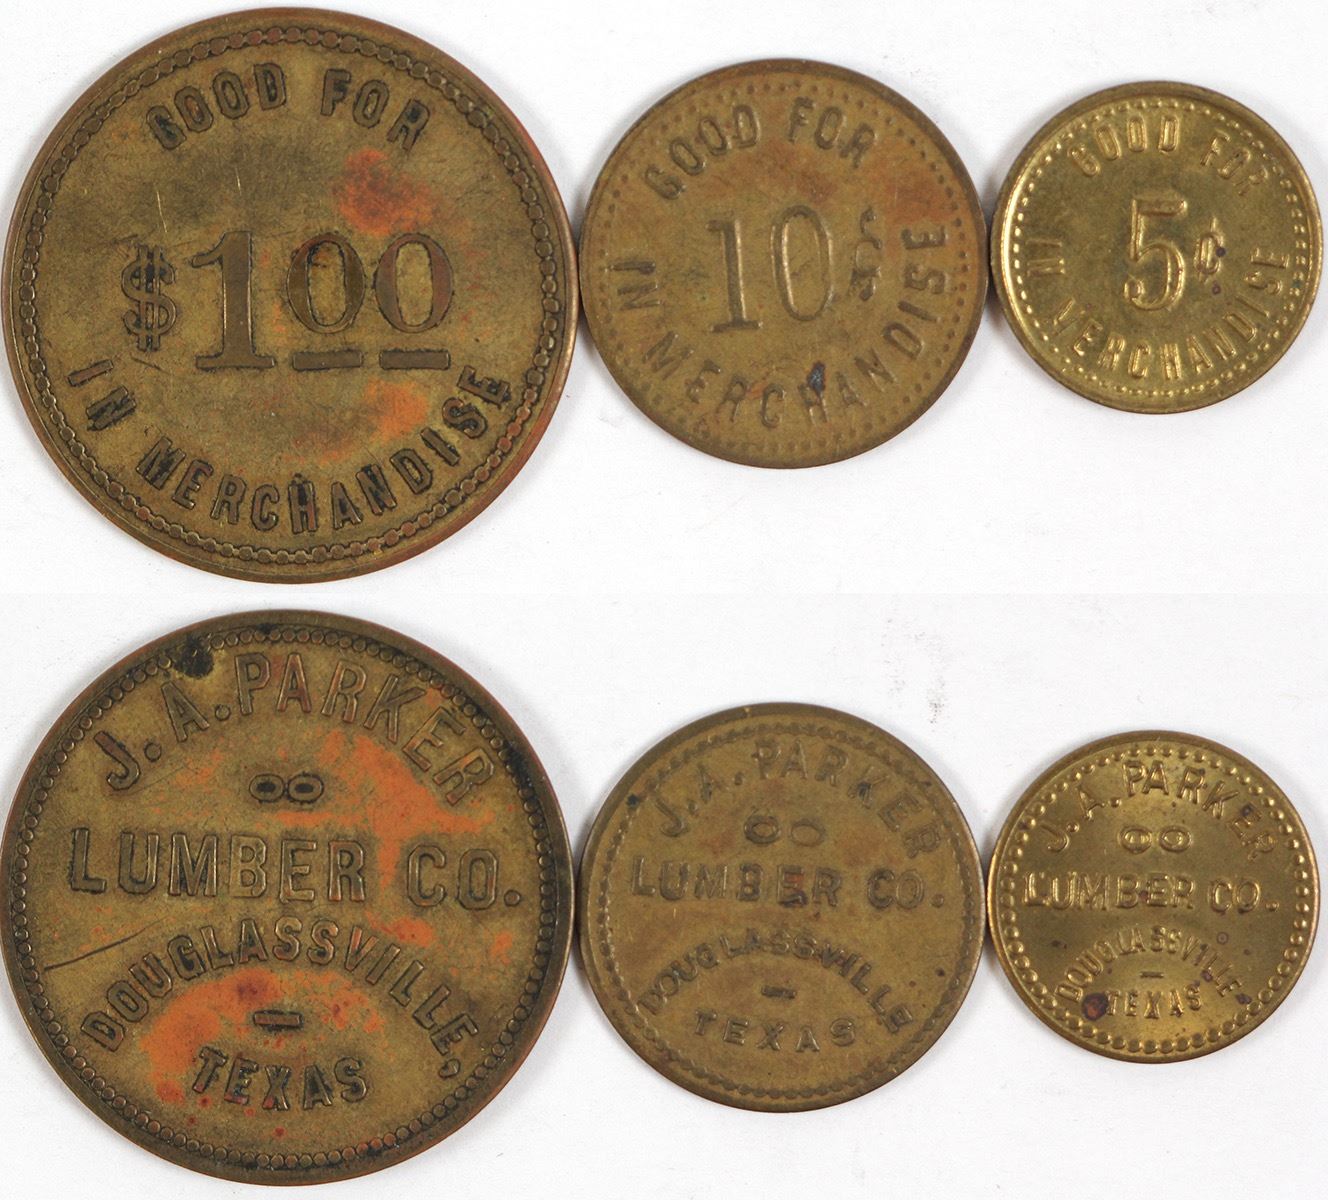 GOOD FOR
$1.00
IN MERCHANDISE
GOOD FOR
10¢
IN MERCHANDISE
GOOD FOR
5¢
IN MERCHANDISE
J. A. PARKER
LUMBER CO.
DOUGLASSVILLE,
TEXAS
J. A. PARKER
LUMBER CO.
DOUGLASSVILLE
TEXAS
J. A. PARKER
LUMBER CO.
DOUGLASSVILLE,
TEXAS